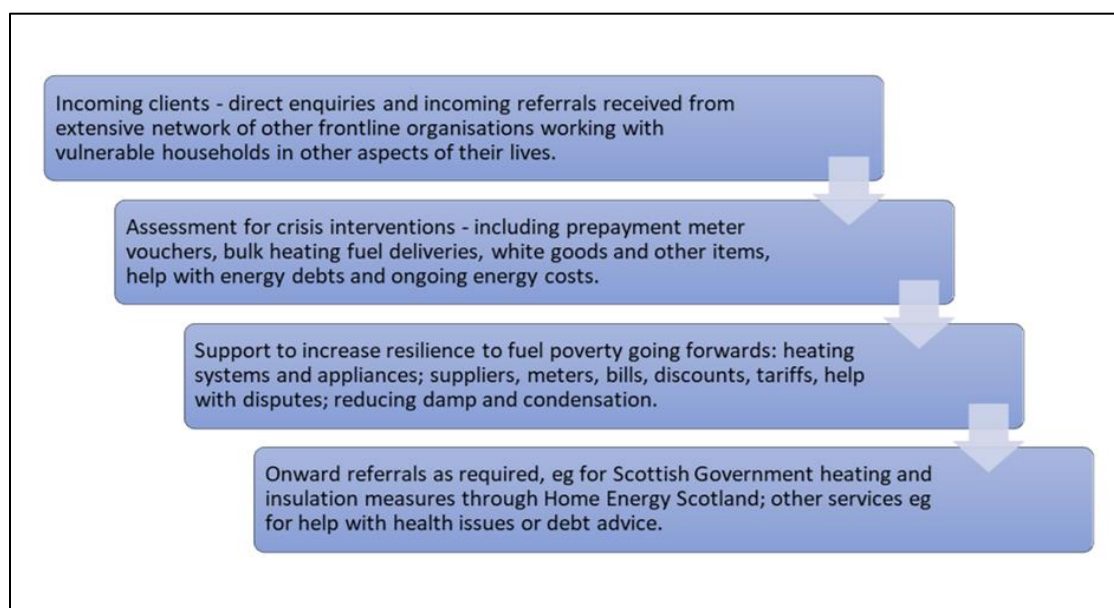 Incoming clients - direct enquiries and incoming referrals received from
extensive network of other frontline organisations working with
vulnerable households in other aspects of their lives.
Assessment for crisis interventions - including prepayment meter
vouchers, bulk heating fuel deliveries, white goods and other items,
help with energy debts and ongoing energy costs.
Support to increase resilience to fuel poverty going forwards: heating
systems and appliances; suppliers, meters, bills, discounts, tariffs, help
with disputes; reducing damp and condensation.
Onward referrals as required, eg for Scottish Government heating and
insulation measures through Home Energy Scotland; other services eg
for help with health issues or debt advice.